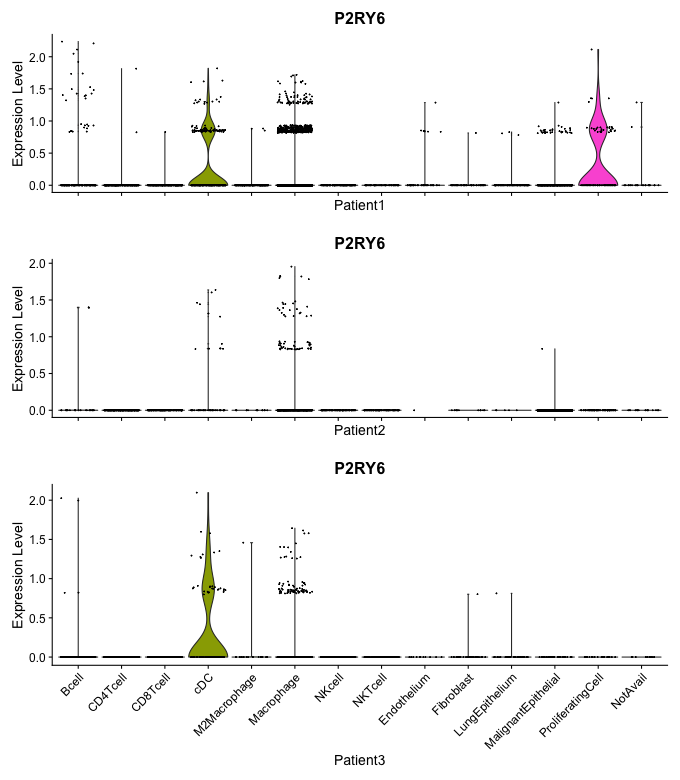 P2RY6
Expression Level
2.0
1.5
1.0
0.5
0.0
Patient1
P2RY6
Expression Level
2.0
1.5
1.0
0.5
0.0
Patient2
P2RY6
Expression Level
2.0
1.5
1.0
0.5
0.0
Bcell
CD4Tcell
CD8Tcell
cDC
M2Macrophage
Macrophage
NKcell
NKTcell
Endothelium
Fibroblast
LungEpithelium
MalignantEpithelial
ProliferatingCell
NotAvail
Patient3